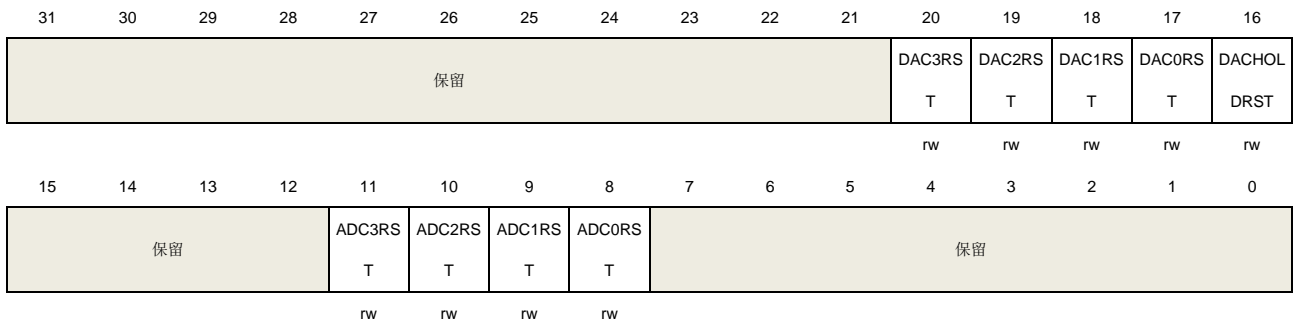 31 30 29 28 27 26 25 24 23 22 21 20 19 18 17 16
保留 DAC3RS DAC2RS DAC1RS DAC0RS DACHOL
T T T T DRST
rw rw rw rw rw
15 14 13 12 11 10 9 8 7 6 5 4 3 2 1 0
保留 ADC3RS ADC2RS ADC1RS ADC0RS 保留
T T T T
rw rw rw rw